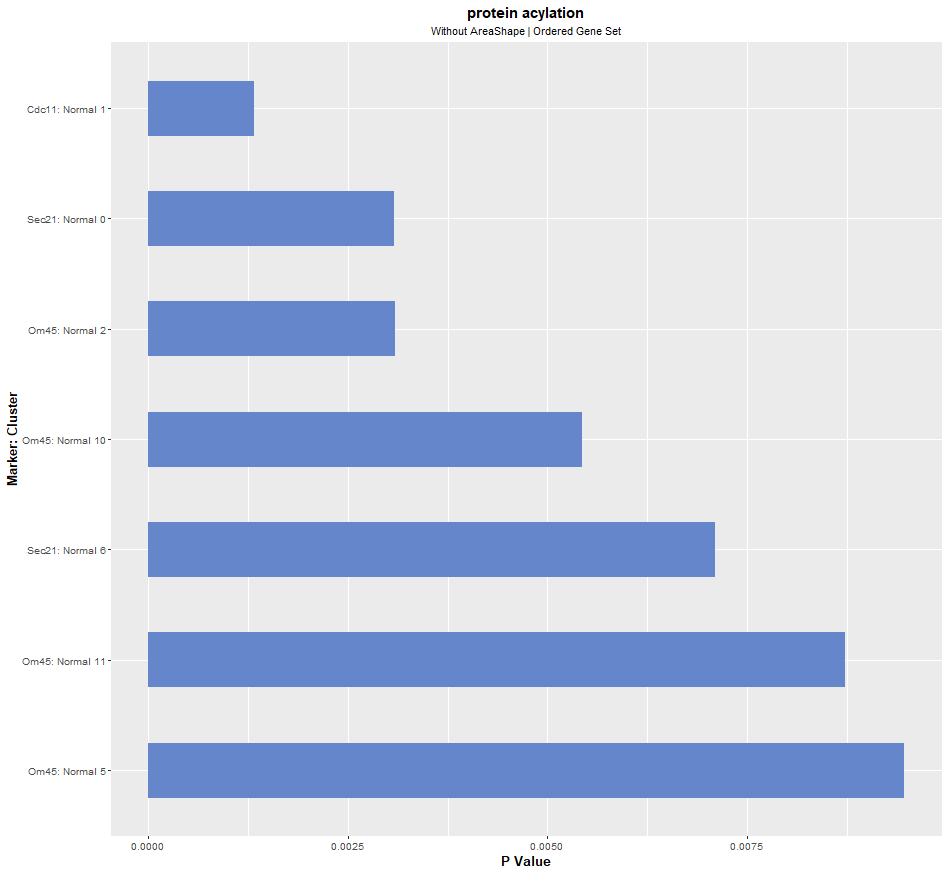 protein acylation
Without AreaShape | Ordered Gene Set
Marker: Cluster
Cdc11: Normal 1
Sec21: Normal 0
Om45: Normal 2
Om45: Normal 10
Sec21: Normal 6
Om45: Normal 11
Om45: Normal 5
0.0000 0.0025 0.0050 0.0075
P Value